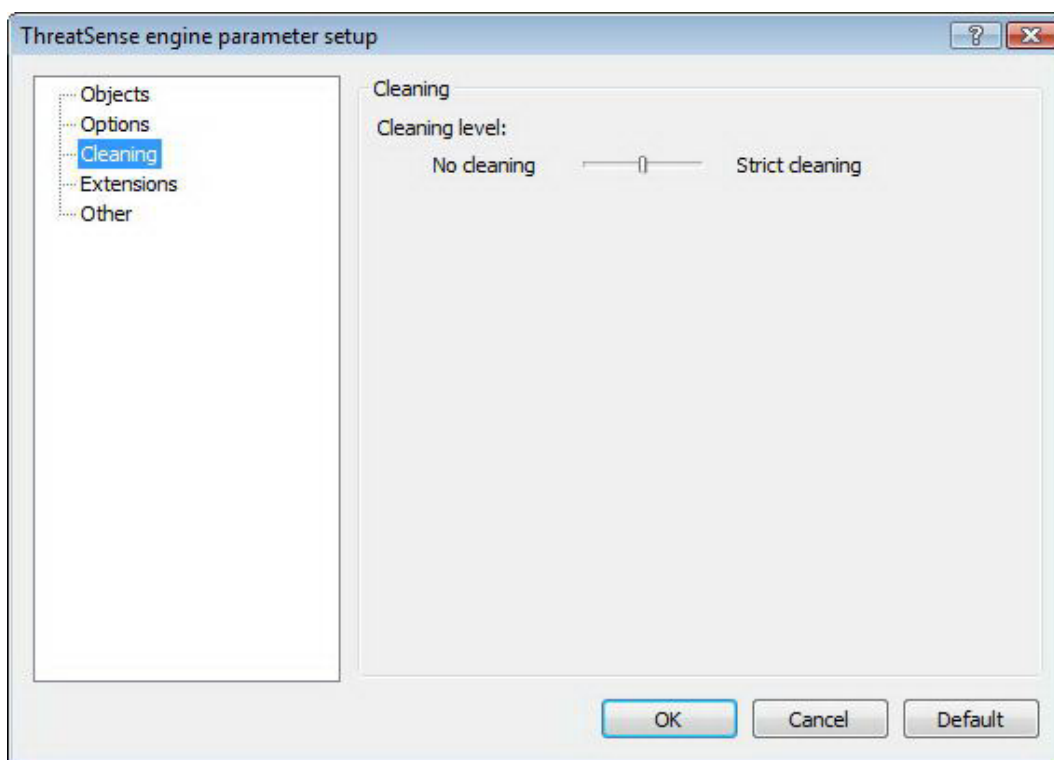 ThreatSense engine parameter setup
?
Objects
Options
Cleaning
Extensions
Other
Cleaning
Cleaning level:
No cleaning Strict cleaning
OK Cancel Default